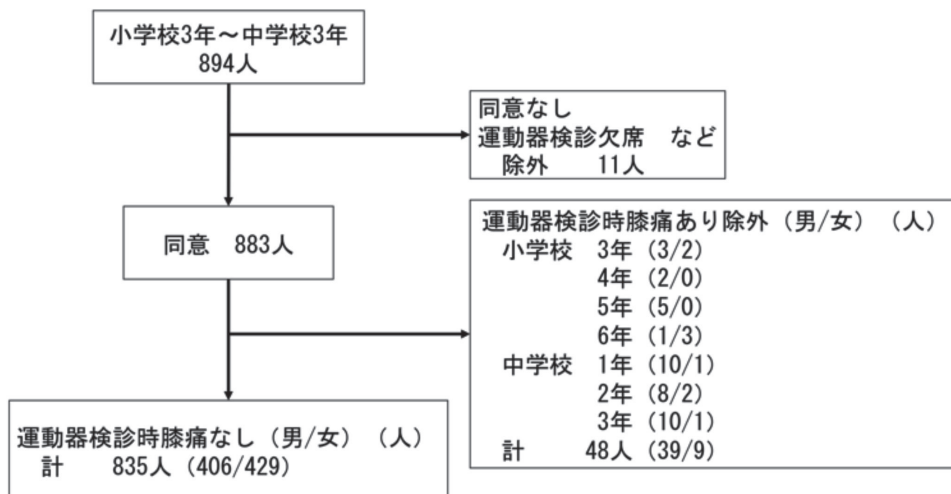 小学校3年～中学校3年
894人
同意なし
運動器検診欠席　など
除外　　11人
同意　883人
運動器検診時膝痛あり除外（男/女）（人）
小学校　3年（3/2）
4年（2/0）
5年（5/0）
6年（1/3）
中学校　1年（10/1）
2年（8/2）
3年（10/1）
計　　　48人（39/9）
運動器検診時膝痛なし（男/女）（人）
計　　835人（406/429）